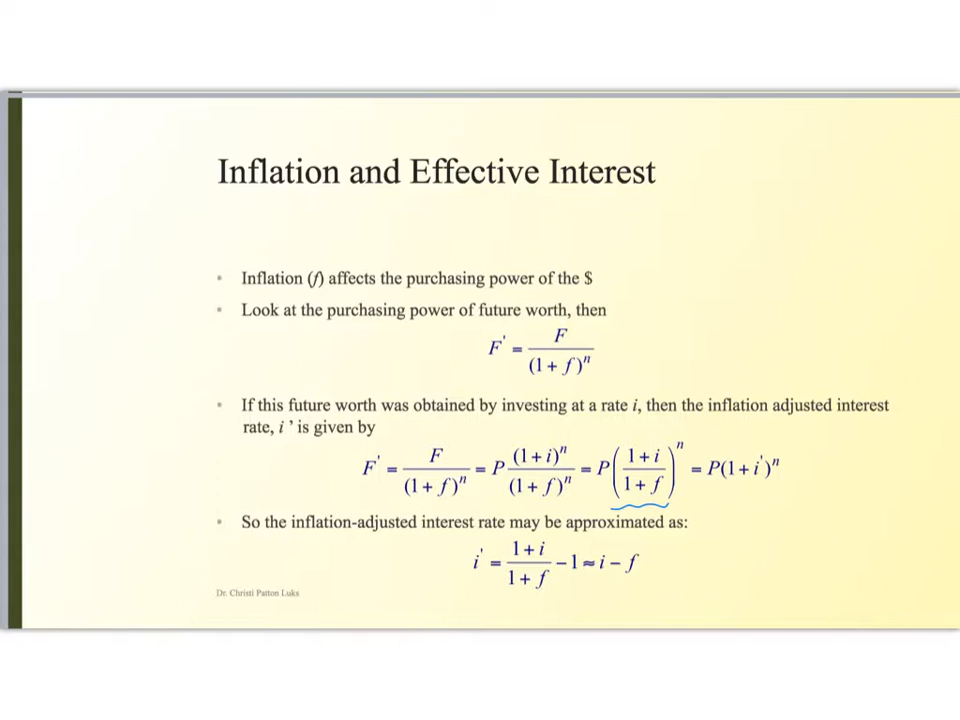 Inflation and Effective Interest
• Inflation (f) affects the purchasing power of the $
• Look at the purchasing power of future worth, then
F' = F / (1 + f)^n
• If this future worth was obtained by investing at a rate i, then the inflation adjusted interest
rate, i ' is given by
F' = F / (1 + f)^n = P (1 + i)^n / (1 + f)^n = P( (1 + i) / (1 + f) )^n = P(1 + i')^n
• So the inflation-adjusted interest rate may be approximated as:
i' = (1 + i) / (1 + f) − 1 ≈ i − f
Dr. Christi Patton Luks